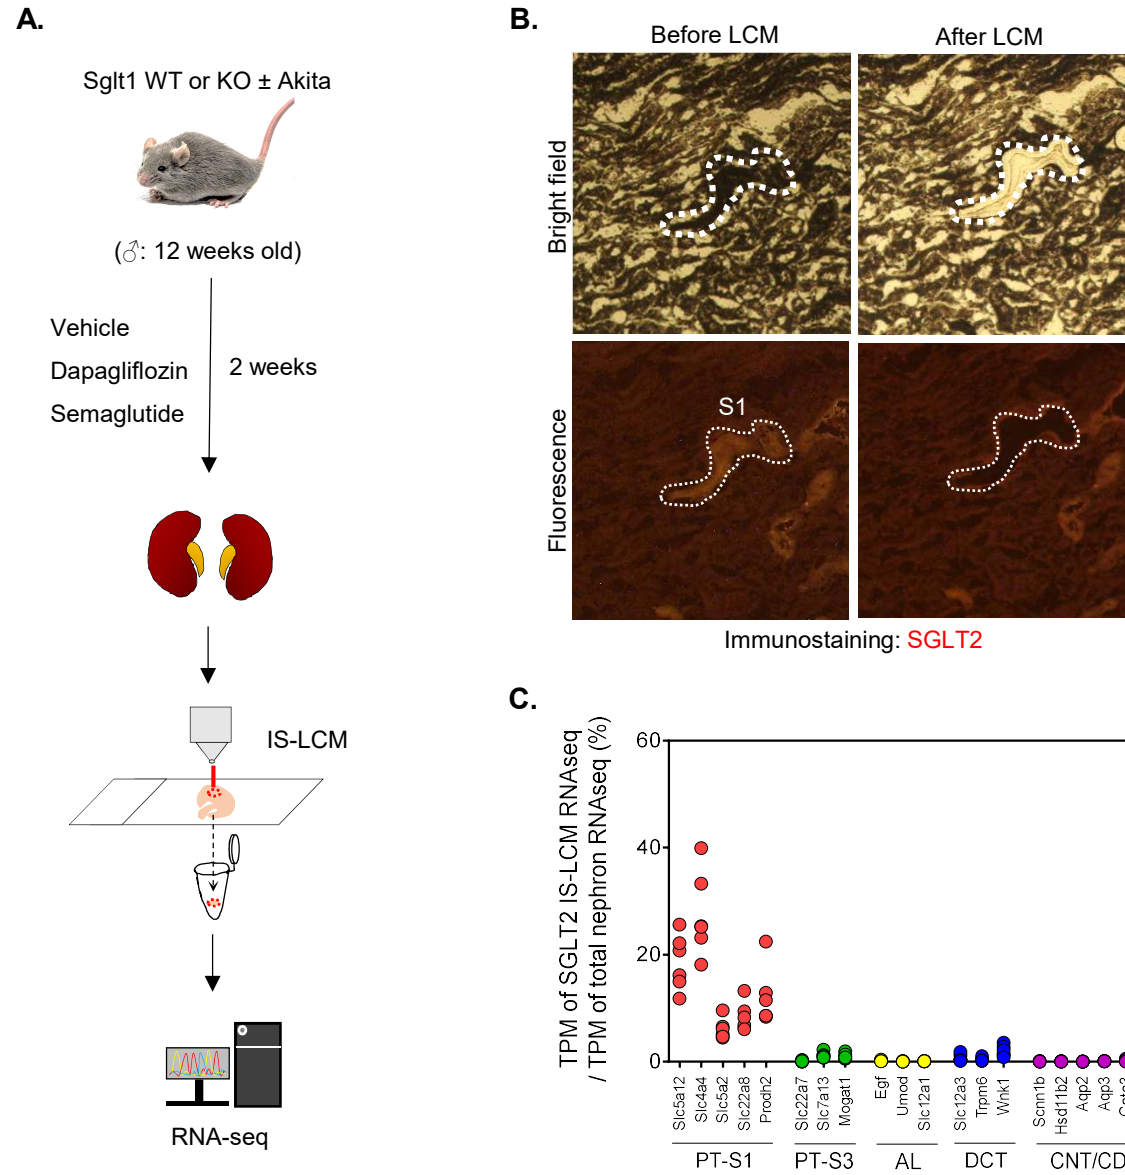 A.
Sglt1 WT or KO ± Akita
(♂: 12 weeks old)
Vehicle
Dapagliflozin
Semaglutide
2 weeks
IS-LCM
RNA-seq
B.
Before LCM
After LCM
Bright field
Fluorescence
S1
Immunostaining: SGLT2
C.
TPM of SGLT2 IS-LCM RNAseq
/ TPM of total nephron RNAseq (%)
60
40
20
0
Slc5a12
Slc4a4
Slc5a2
Slc22a8
Prodh2
Slc22a7
Slc7a13
Mogat1
Egf
Umod
Slc12a1
Slc12a3
Trpm6
Wnk1
Scnn1b
Hsd11b2
Aqp2
Aqp3
PT-S1
PT-S3
AL
DCT
CNT/CD